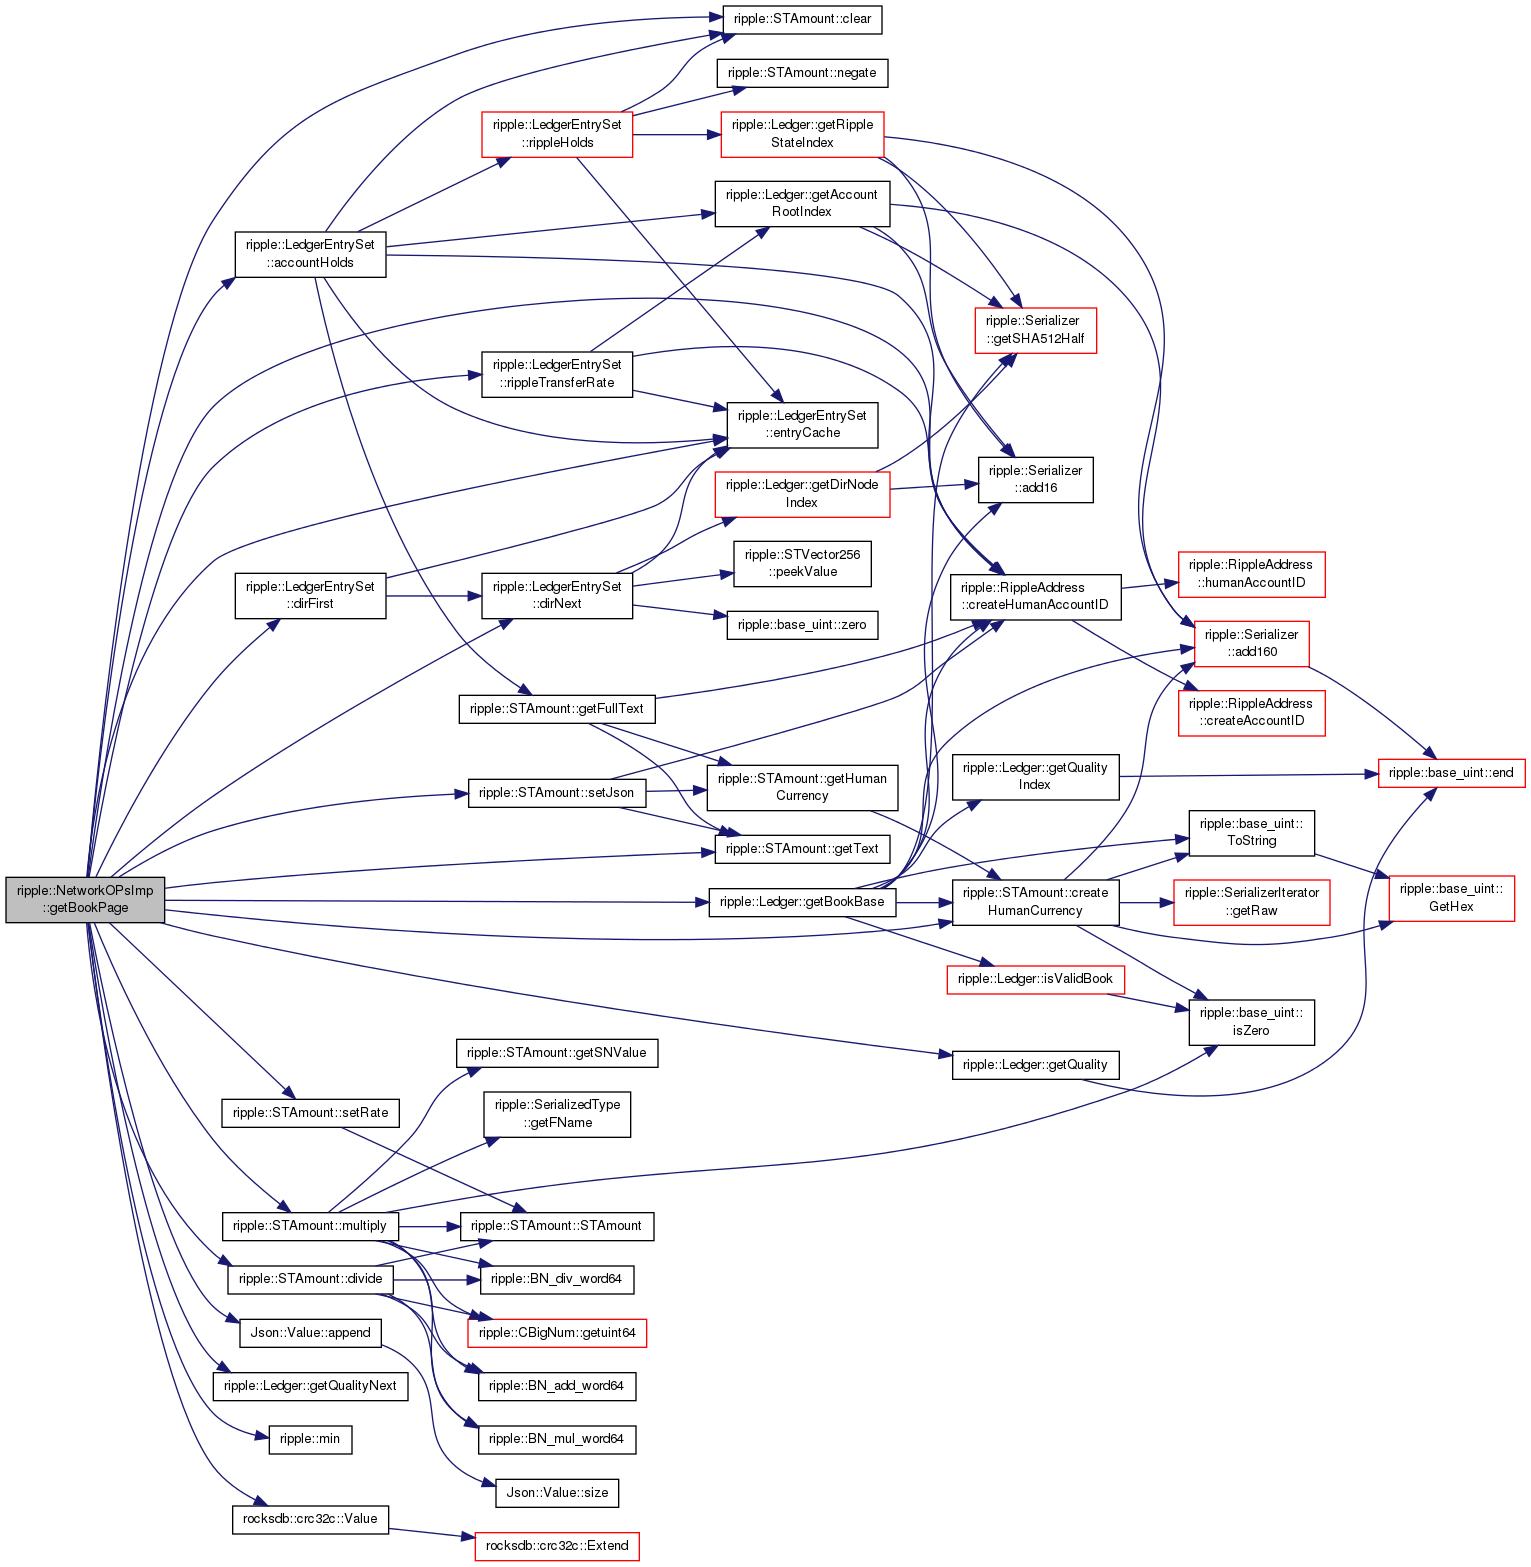 ripple::STAmount::clear
ripple::STAmount::negate
ripple::LedgerEntrySet
::rippleHolds
ripple::Ledger::getRipple
StateIndex
ripple::Ledger::getAccount
RootIndex
ripple::LedgerEntrySet
::accountHolds
ripple::Serializer
::getSHA512Half
ripple::LedgerEntrySet
::rippleTransferRate
ripple::LedgerEntrySet
::entryCache
ripple::Serializer
::add16
ripple::Ledger::getDirNode
Index
ripple::STVector256
::peekValue
ripple::RippleAddress
::humanAccountID
ripple::LedgerEntrySet
::dirFirst
ripple::LedgerEntrySet
::dirNext
ripple::RippleAddress
::createHumanAccountID
ripple::base_uint::zero
ripple::Serializer
::add160
ripple::STAmount::getFullText
ripple::RippleAddress
::createAccountID
ripple::Ledger::getQuality
Index
ripple::base_uint::end
ripple::STAmount::setJson
ripple::STAmount::getHuman
Currency
ripple::base_uint::
ToString
ripple::STAmount::getText
ripple::NetworkOPsImp
::getBookPage
ripple::Ledger::getBookBase
ripple::STAmount::create
HumanCurrency
ripple::SerializerIterator
::getRaw
ripple::base_uint::
GetHex
ripple::Ledger::isValidBook
ripple::base_uint::
isZero
ripple::STAmount::getSNValue
ripple::Ledger::getQuality
ripple::STAmount::setRate
ripple::SerializedType
::getFName
ripple::STAmount::multiply
ripple::STAmount::STAmount
ripple::STAmount::divide
ripple::BN_div_word64
Json::Value::append
ripple::CBigNum::getuint64
ripple::Ledger::getQualityNext
ripple::BN_add_word64
ripple::min
ripple::BN_mul_word64
Json::Value::size
rocksdb::crc32c::Value
rocksdb::crc32c::Extend